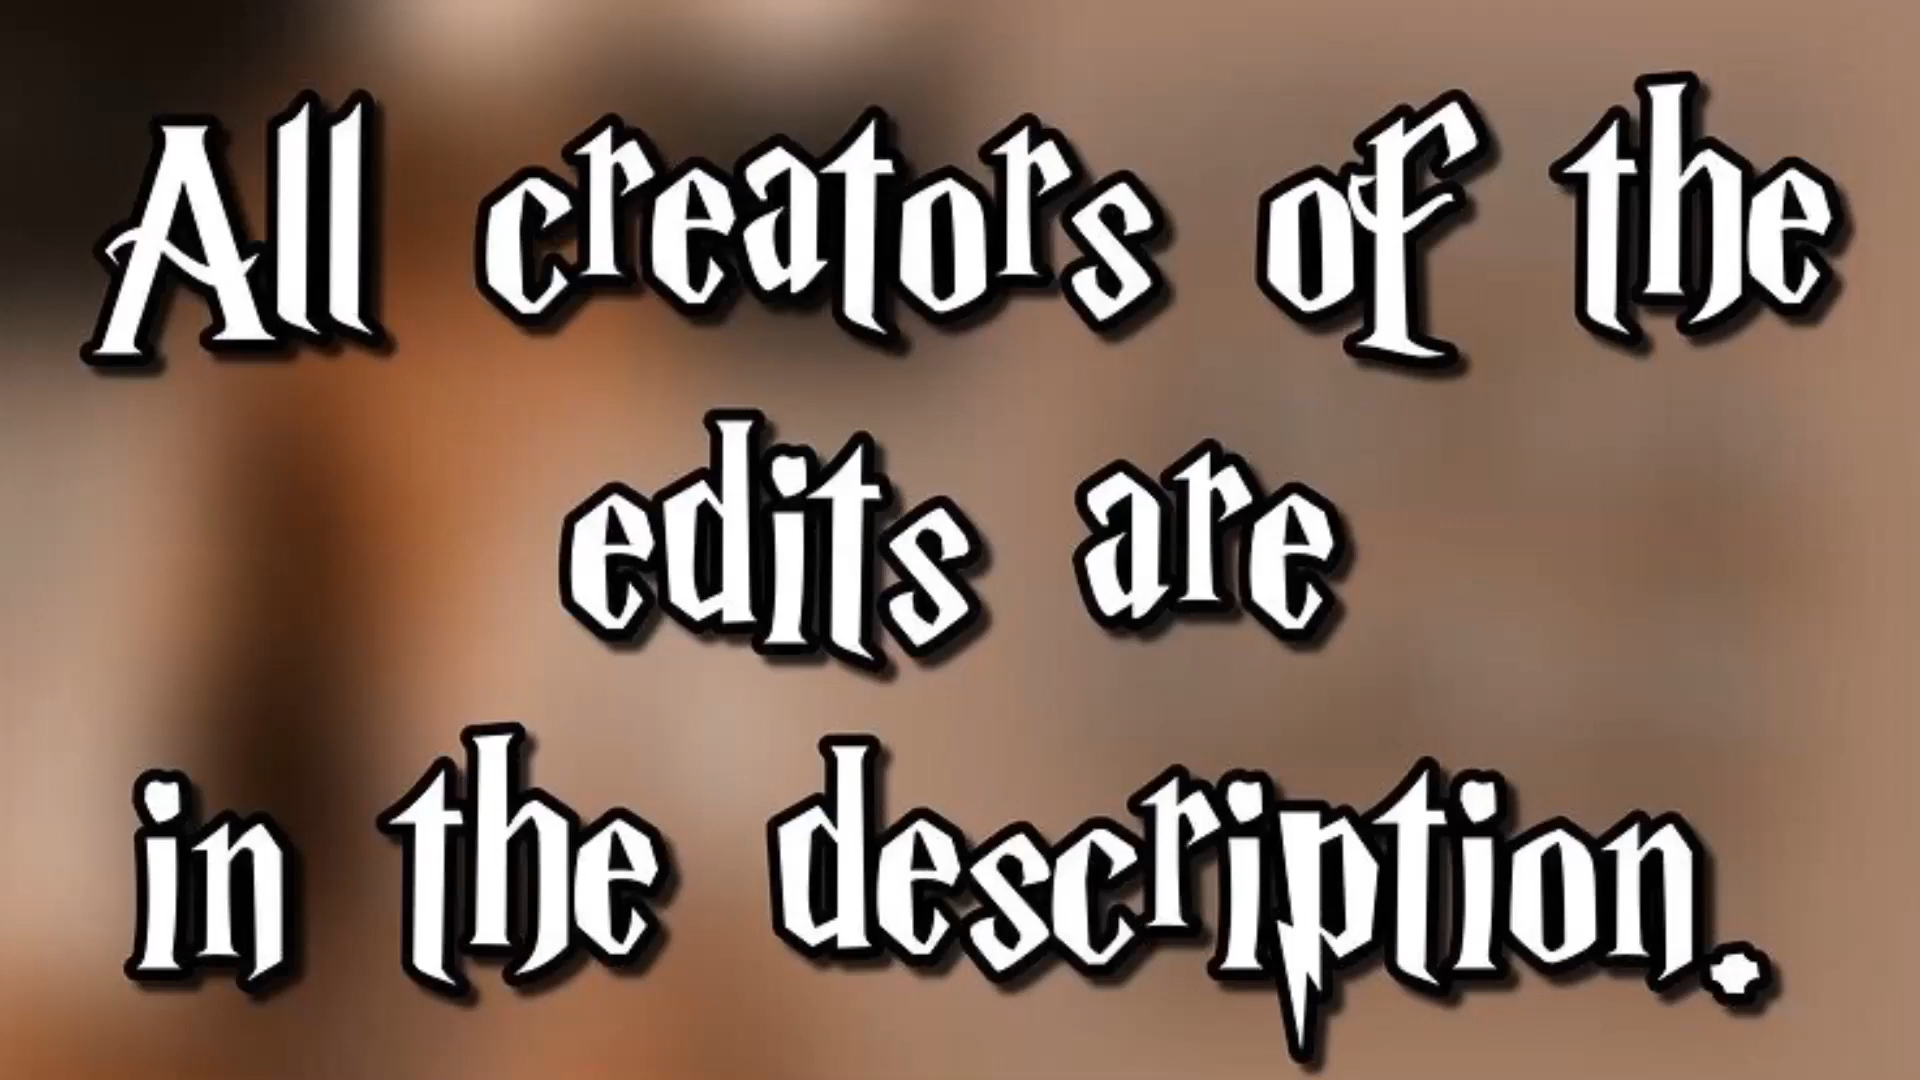 All creators of the
edits are
in the description.